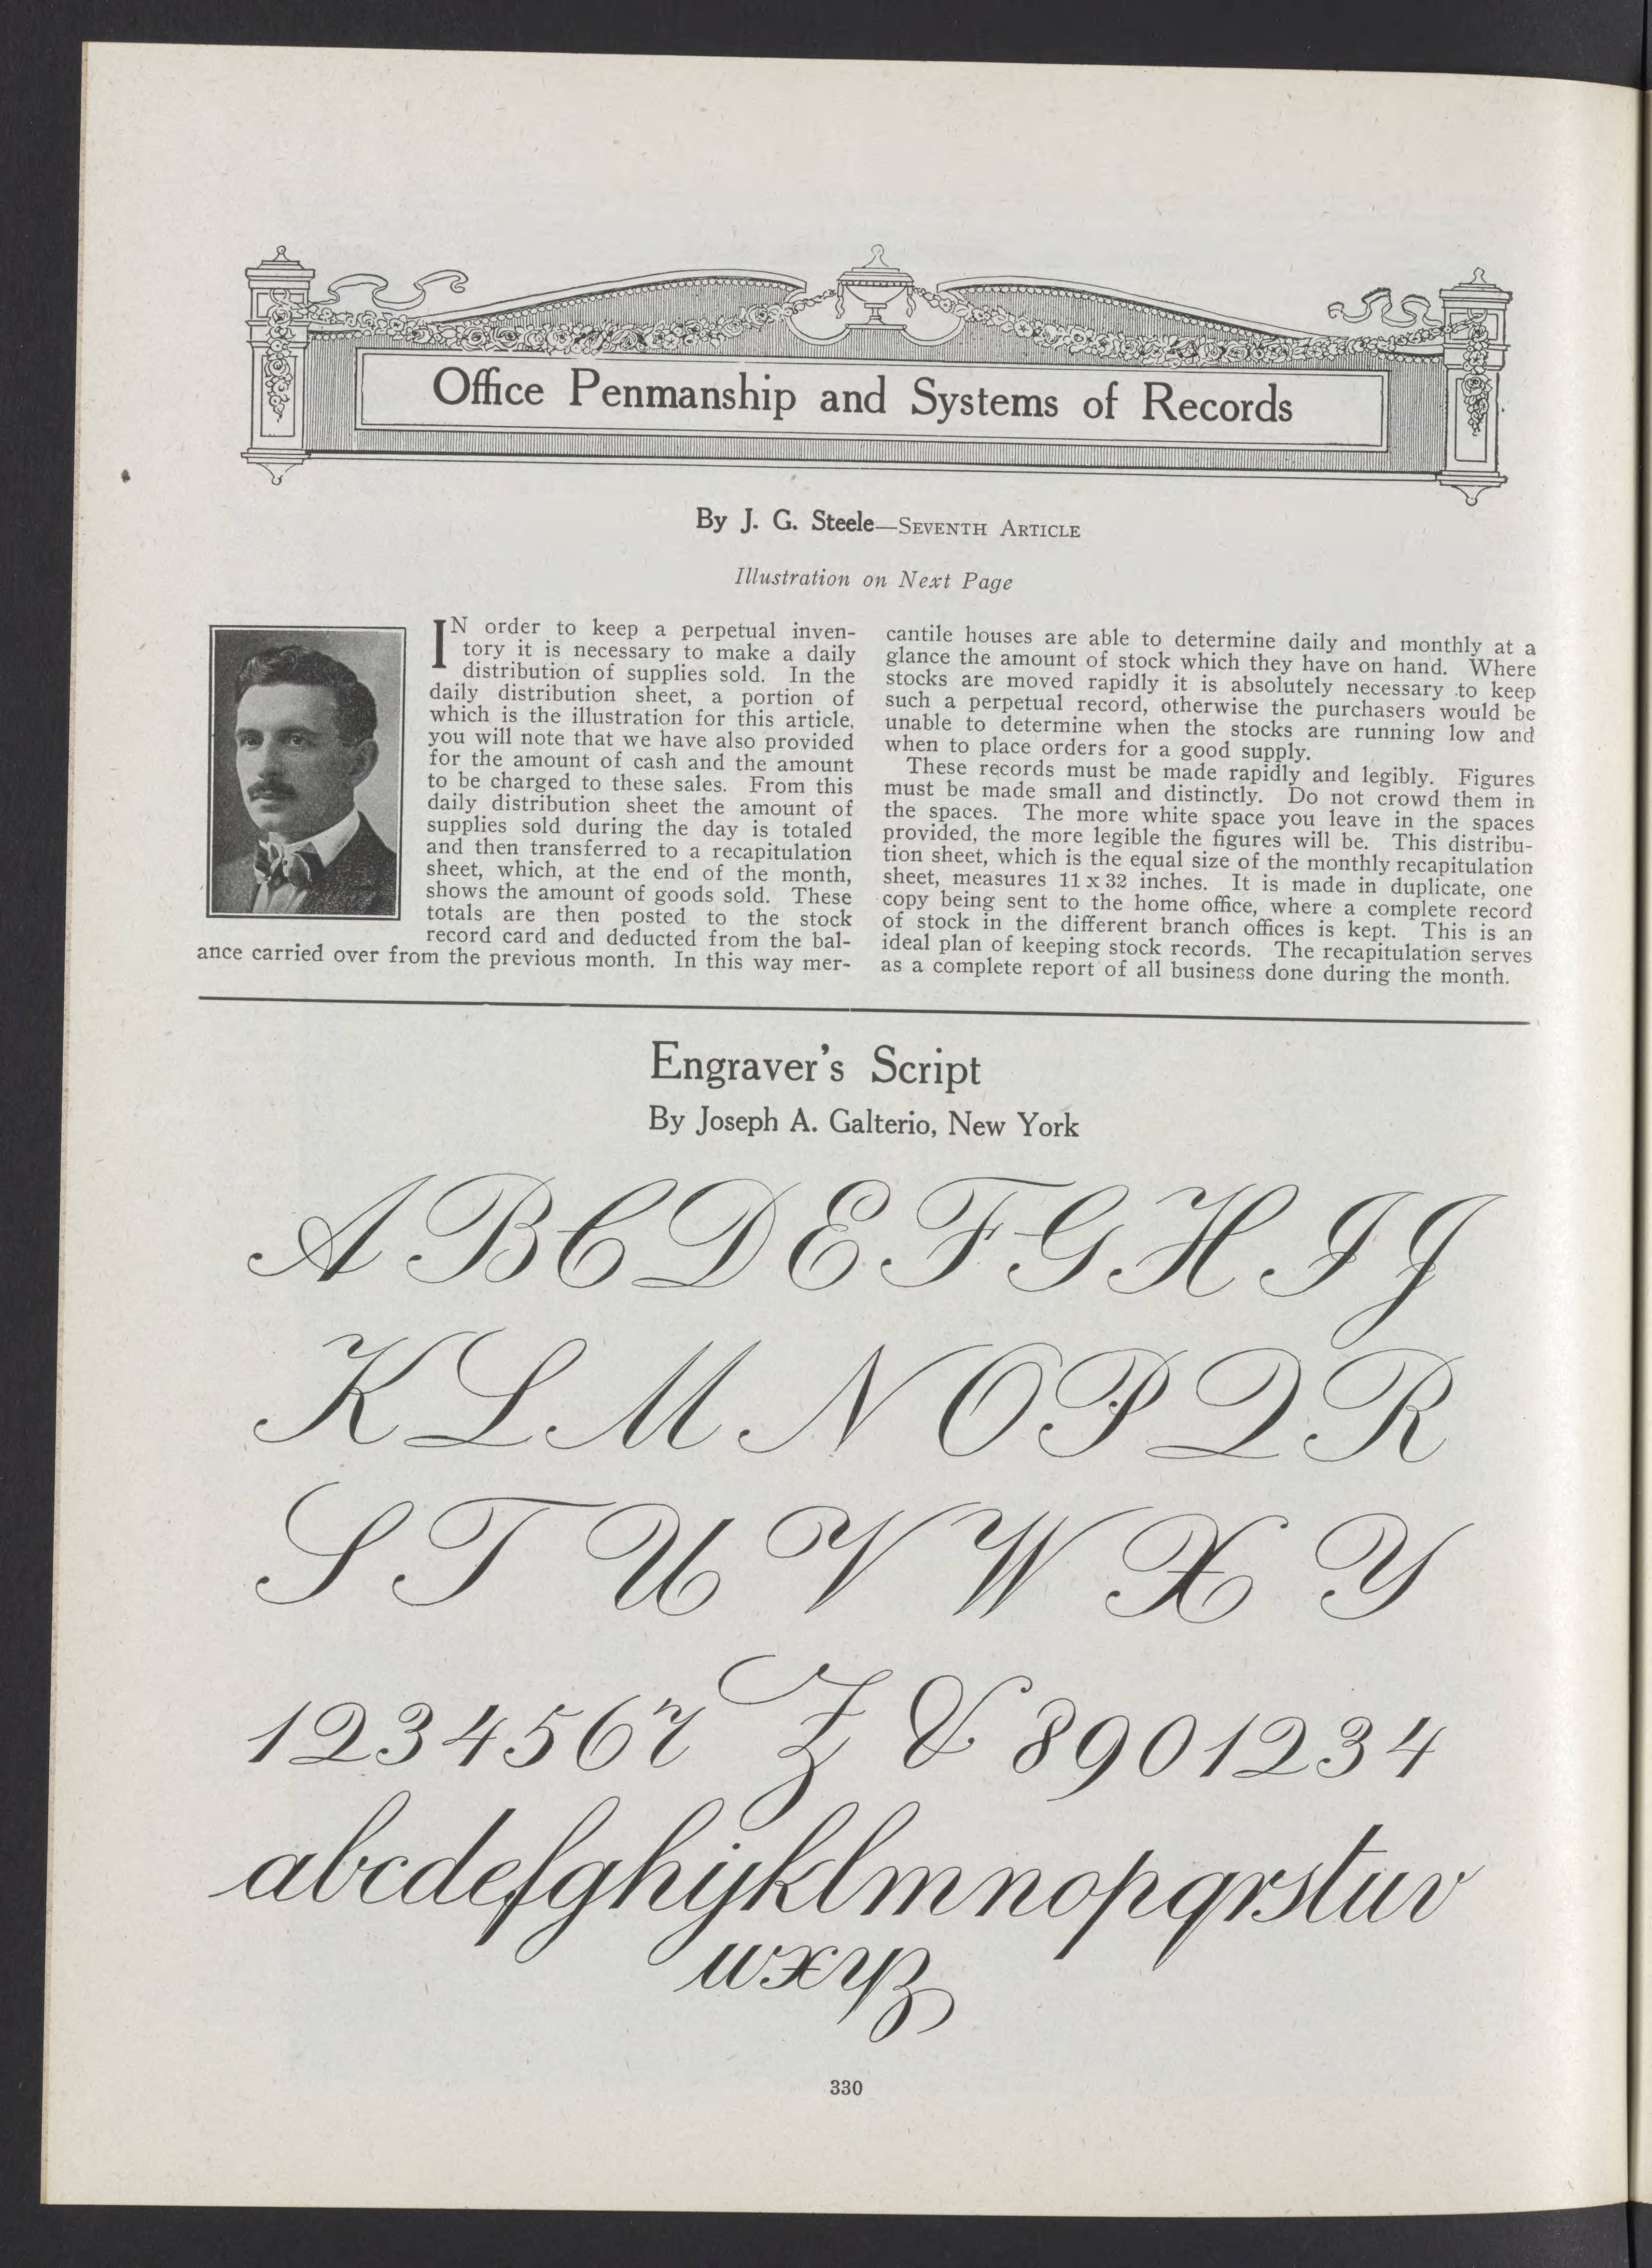 Office Penmanship and Systems of Records
By J. G. Steele—Seventh Article
Illustration on Next Page
IN order to keep a perpetual inven-
tory it is necessary to make a daily
distribution of supplies sold. In the
daily distribution sheet, a portion of
which is the illustration for this article,
you will note that we have also provided
for the amount of cash and the amount
to be charged to these sales. From this
daily distribution sheet the amount of
supplies sold during the day is totaled
and then transferred to a recapitulation
sheet, which, at the end of the month,
shows the amount of goods sold. These
totals are then posted to the stock
record card and deducted from the bal-
ance carried over from the previous month. In this way mer-
cantile houses are able to determine daily and monthly at a
glance the amount of stock which they have on hand. Where
stocks are moved rapidly it is absolutely necessary to keep
such a perpetual record, otherwise the purchasers would be
unable to determine when the stocks are running low and
when to place orders for a good supply.
These records must be made rapidly and legibly. Figures
must be made small and distinctly. Do not crowd them in
the spaces. The more white space you leave in the spaces
provided, the more legible the figures will be. This distribu-
tion sheet, which is the equal size of the monthly recapitulation
sheet, measures 11 x 32 inches. It is made in duplicate, one
copy being sent to the home office, where a complete record
of stock in the different branch offices is kept. This is an
ideal plan of keeping stock records. The recapitulation serves
as a complete report of all business done during the month.
Engraver's Script
By Joseph A. Galterio, New York
A B C D E F G H I J
K L M N O P Q R
S T U V W X Y
1 2 3 4 5 6 7 Z & 8 9 0 1 2 3 4
abcdefghijklmnopqrstuv
wxyz
330